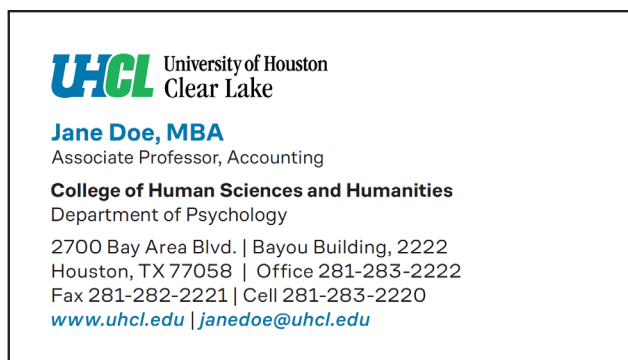 UHCL University of Houston
Clear Lake
Jane Doe, MBA
Associate Professor, Accounting
College of Human Sciences and Humanities
Department of Psychology
2700 Bay Area Blvd. | Bayou Building, 2222
Houston, TX 77058 | Office 281-283-2222
Fax 281-282-2221 | Cell 281-283-2220
www.uhcl.edu | janedoe@uhcl.edu